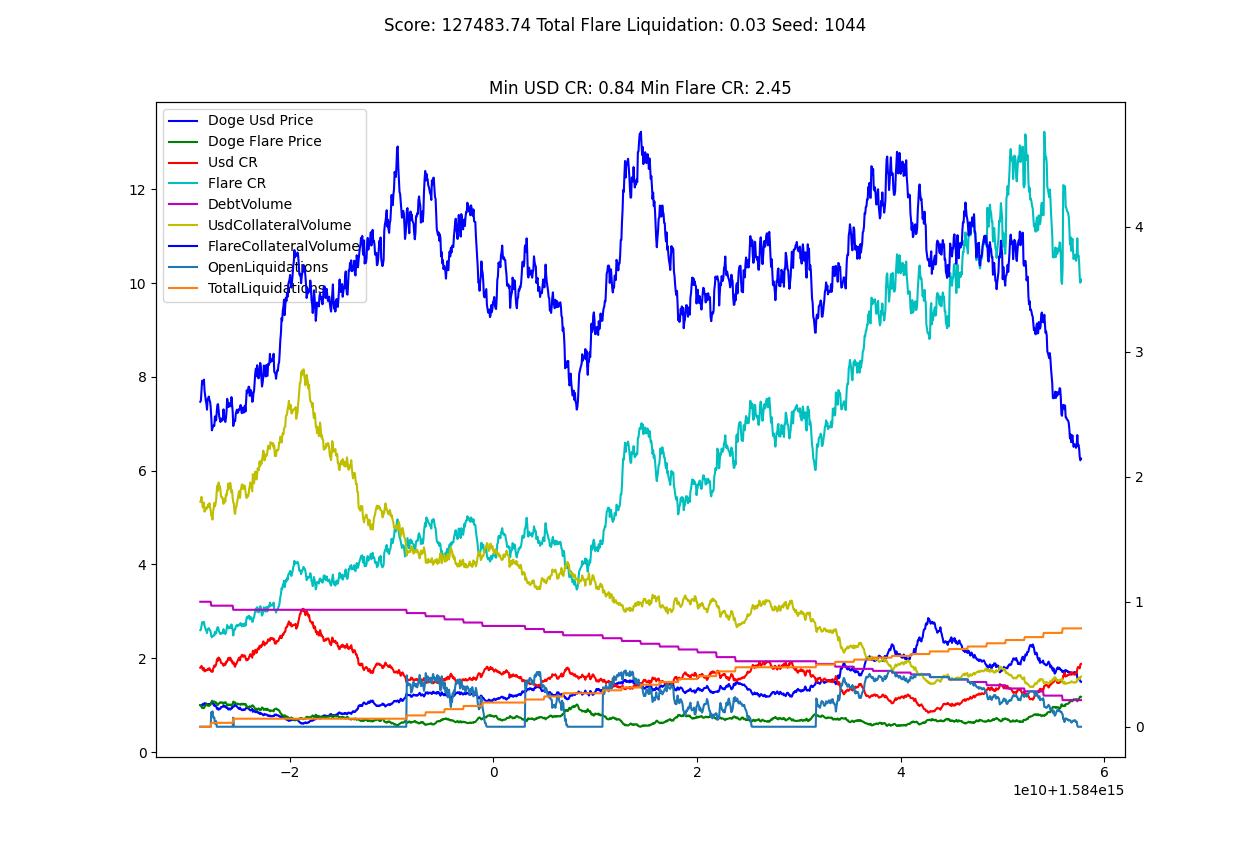 Score: 127483.74 Total Flare Liquidation: 0.03 Seed: 1044
Min USD CR: 0.84 Min Flare CR: 2.45
Doge Usd Price
Doge Flare Price
Usd CR
Flare CR
DebtVolume
UsdCollateralVolume
FlareCollateralVolume
OpenLiquidations
TotalLiquidations
12
10
8
6
4
2
0
4
3
2
1
0
−2
0
2
4
6
1e10+1.584e15